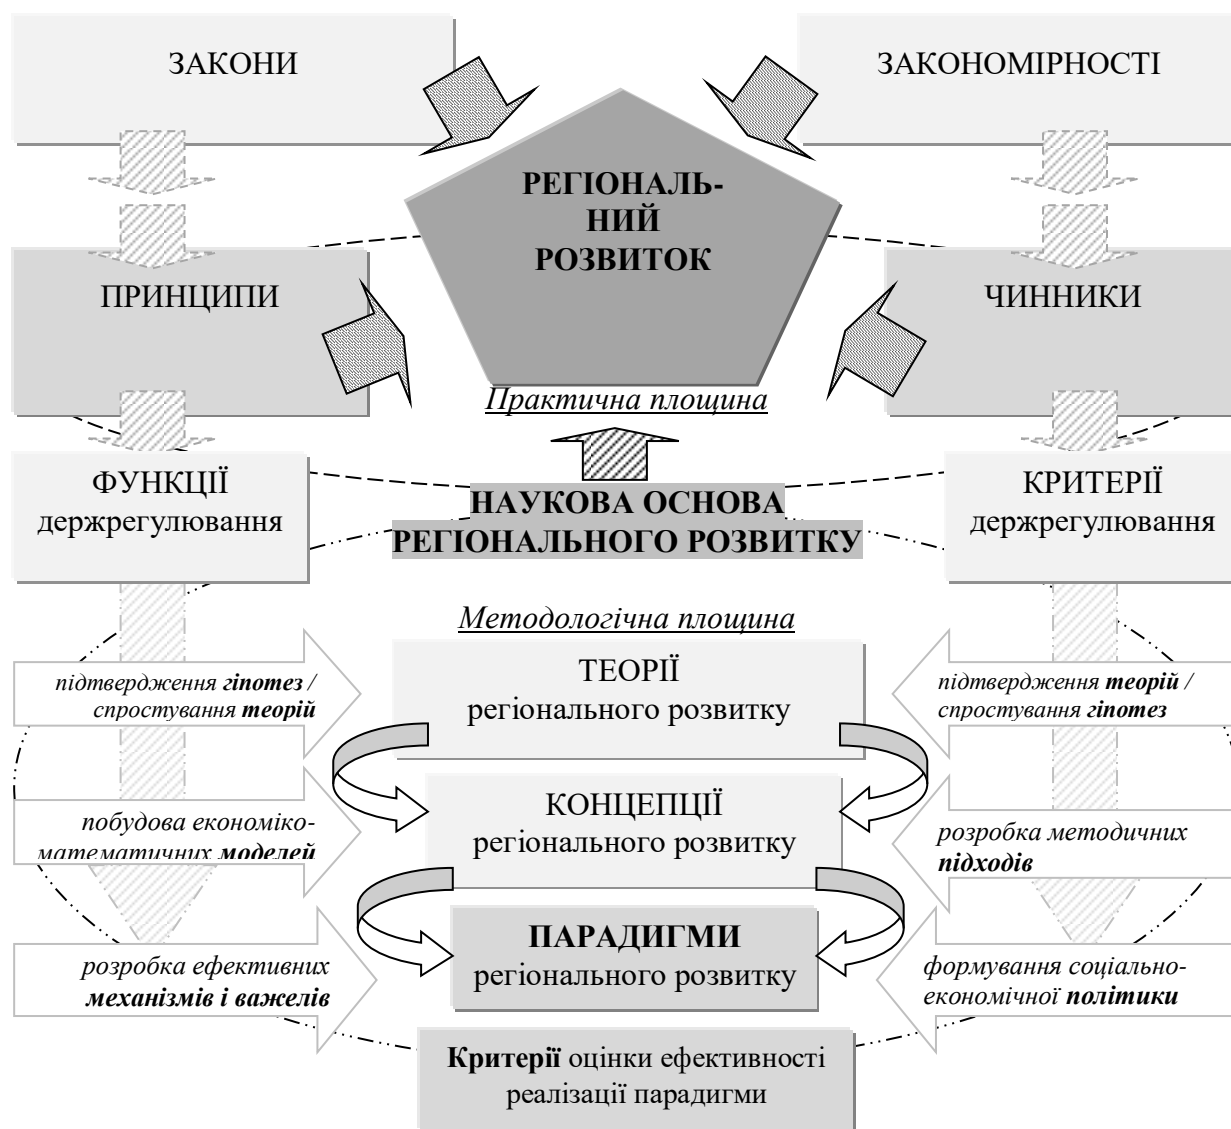 ЗАКОНИ
ЗАКОНОМІРНОСТІ
РЕГІОНАЛЬ-
НИЙ
РОЗВИТОК
ПРИНЦИПИ
ЧИННИКИ
Практична площина
ФУНКЦІЇ
держрегулювання
НАУКОВА ОСНОВА
РЕГІОНАЛЬНОГО РОЗВИТКУ
КРИТЕРІЇ
держрегулювання
Методологічна площина
підтвердження гіпотез /
спростування теорій
ТЕОРІЇ
регіонального розвитку
підтвердження теорій /
спростування гіпотез
побудова економіко-
математичних моделей
КОНЦЕПЦІЇ
регіонального розвитку
розробка методичних
підходів
розробка ефективних
механізмів і важелів
ПАРАДИГМИ
регіонального розвитку
формування соціально-
економічної політики
Критерії оцінки ефективності
реалізації парадигми